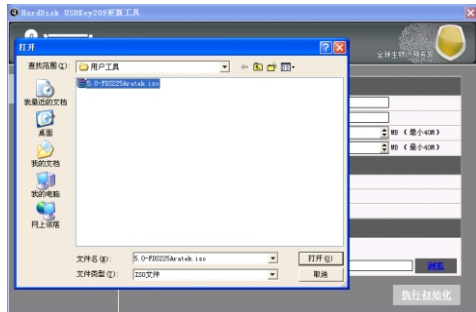 HardDisk USBKey209更新工具
打开
查找范围(I):
用户工具
5.0-FDS225Aratek.iso
我最近的文档
桌面
我的文档
我的电脑
网上邻居
文件名(N):
5.0-FDS225Aratek.iso
打开(O)
文件类型(T):
ISO文件
取消
MB (最小40M)
MB (最小40M)
浏览
执行初始化